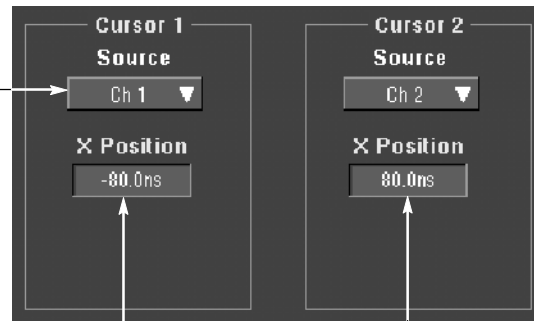 Cursor 1
Source
Ch 1
X Position
-80.0ns
Cursor 2
Source
Ch 2
X Position
80.0ns